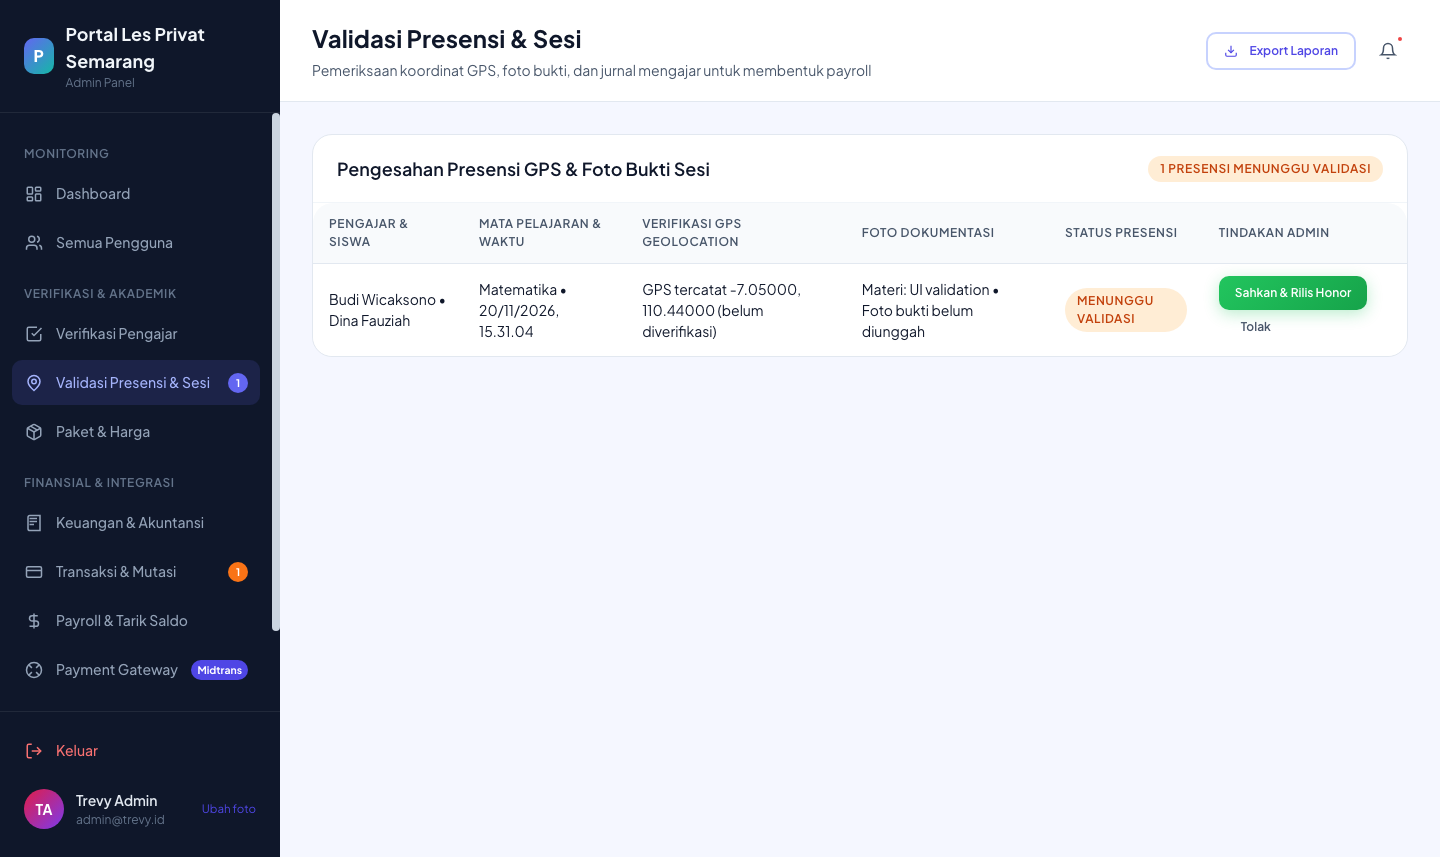 P
Portal Les Privat
Semarang
Admin Panel
MONITORING
Dashboard
Semua Pengguna
VERIFIKASI & AKADEMIK
Verifikasi Pengajar
Validasi Presensi & Sesi 1
Paket & Harga
FINANSIAL & INTEGRASI
Keuangan & Akuntansi
Transaksi & Mutasi 1
Payroll & Tarik Saldo
Payment Gateway Midtrans
Keluar
TA
Trevy Admin
admin@trevy.id
Ubah foto
Validasi Presensi & Sesi
Pemeriksaan koordinat GPS, foto bukti, dan jurnal mengajar untuk membentuk payroll
Export Laporan
Pengesahan Presensi GPS & Foto Bukti Sesi
1 PRESENSI MENUNGGU VALIDASI
PENGAJAR &
SISWA
MATA PELAJARAN &
WAKTU
VERIFIKASI GPS
GEOLOCATION
FOTO DOKUMENTASI
STATUS PRESENSI
TINDAKAN ADMIN
Budi Wicaksono •
Dina Fauziah
Matematika •
20/11/2026,
15.31.04
GPS tercatat -7.05000,
110.44000 (belum
diverifikasi)
Materi: UI validation •
Foto bukti belum
diunggah
MENUNGGU
VALIDASI
Sahkan & Rilis Honor
Tolak